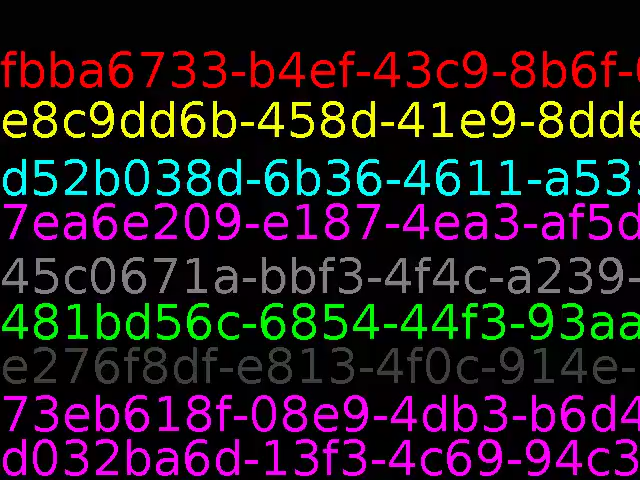 fbba6733-b4ef-43c9-8b6f-
e8c9dd6b-458d-41e9-8dde
d52b038d-6b36-4611-a53
7ea6e209-e187-4ea3-af5d
45c0671a-bbf3-4f4c-a239-
481bd56c-6854-44f3-93aa
e276f8df-e813-4f0c-914e-
73eb618f-08e9-4db3-b6d4
d032ba6d-13f3-4c69-94c3